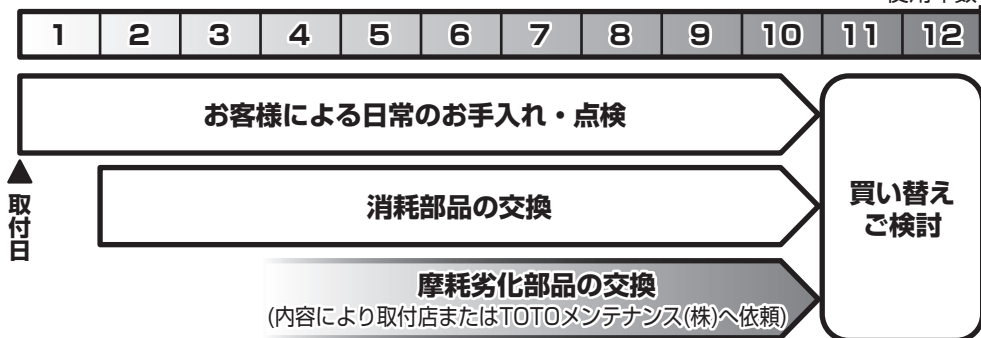 1 2 3 4 5 6 7 8 9 10 11 12
お客様による日常のお手入れ・点検
取付日
消耗部品の交換
買い替え
ご検討
摩耗劣化部品の交換
(内容により取付店またはTOTOメンテナンス(株)へ依頼)